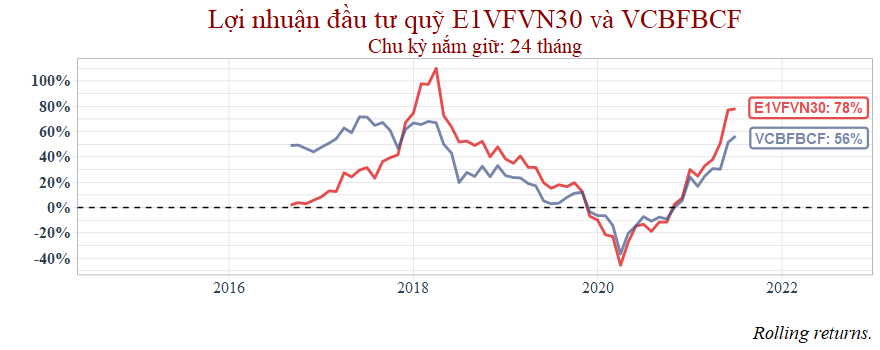 Lợi nhuận đầu tư quỹ E1VFVN30 và VCBFBCF
Chu kỳ nắm giữ: 24 tháng
100%
80%
60%
40%
20%
0%
-20%
-40%
E1VFVN30: 78%
VCBFBCF: 56%
2016
2018
2020
2022
Rolling returns.